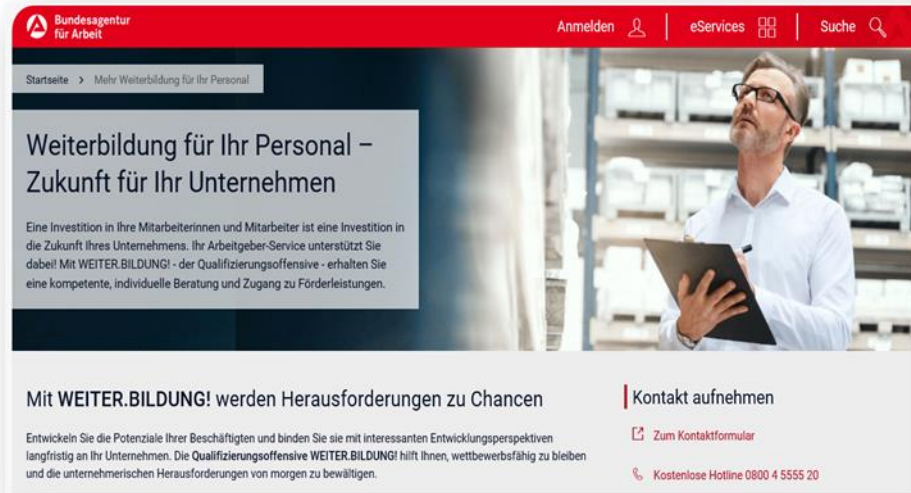 Bundesagentur
für Arbeit
Anmelden
eServices
Suche
Startseite > Mehr Weiterbildung für Ihr Personal
Weiterbildung für Ihr Personal –
Zukunft für Ihr Unternehmen
Eine Investition in Ihre Mitarbeiterinnen und Mitarbeiter ist eine Investition in
die Zukunft Ihres Unternehmens. Ihr Arbeitgeber-Service unterstützt Sie
dabei! Mit WEITER.BILDUNG! - der Qualifizierungsoffensive - erhalten Sie
eine kompetente, individuelle Beratung und Zugang zu Förderleistungen.
Mit WEITER.BILDUNG! werden Herausforderungen zu Chancen
Entwickeln Sie die Potenziale Ihrer Beschäftigten und binden Sie sie mit interessanten Entwicklungsperspektiven
langfristig an Ihr Unternehmen. Die Qualifizierungsoffensive WEITER.BILDUNG! hilft Ihnen, wettbewerbsfähig zu bleiben
und die unternehmerischen Herausforderungen von morgen zu bewältigen.
Kontakt aufnehmen
Zum Kontaktformular
Kostenlose Hotline 0800 4 5555 20